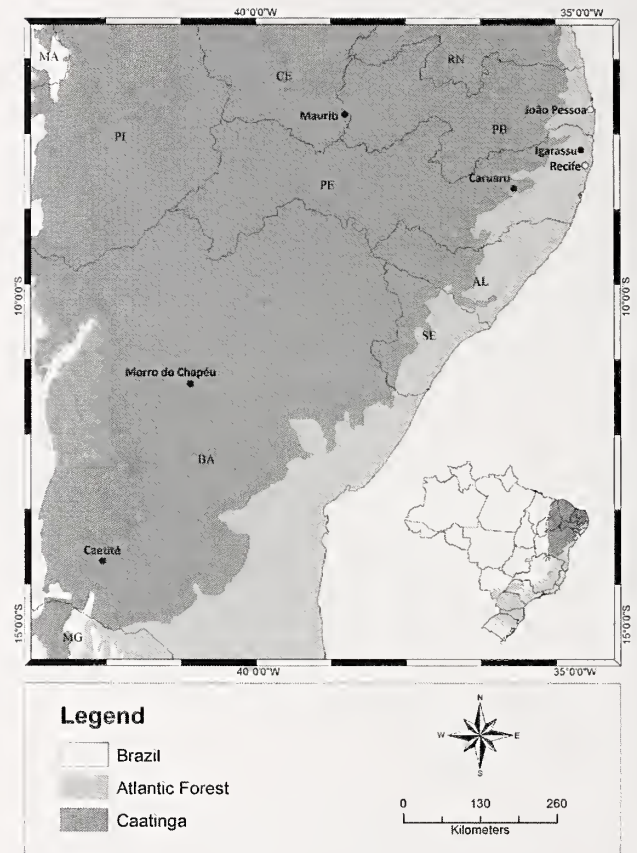 40°0'0"W
35°0'0"W
MA
CE
RN
Mauriti
João Pessoa
PI
PB
Igarassu
Recife
PE
Caruaru
10°0'0"S
10°0'0"S
AL
SE
Morro do Chapéu
BA
Caetité
MG
15°0'0"S
15°0'0"S
40°0'0"W
35°0'0"W
Legend
Brazil
Atlantic Forest
Caatinga
N
W
E
S
0 130 260
Kilometers